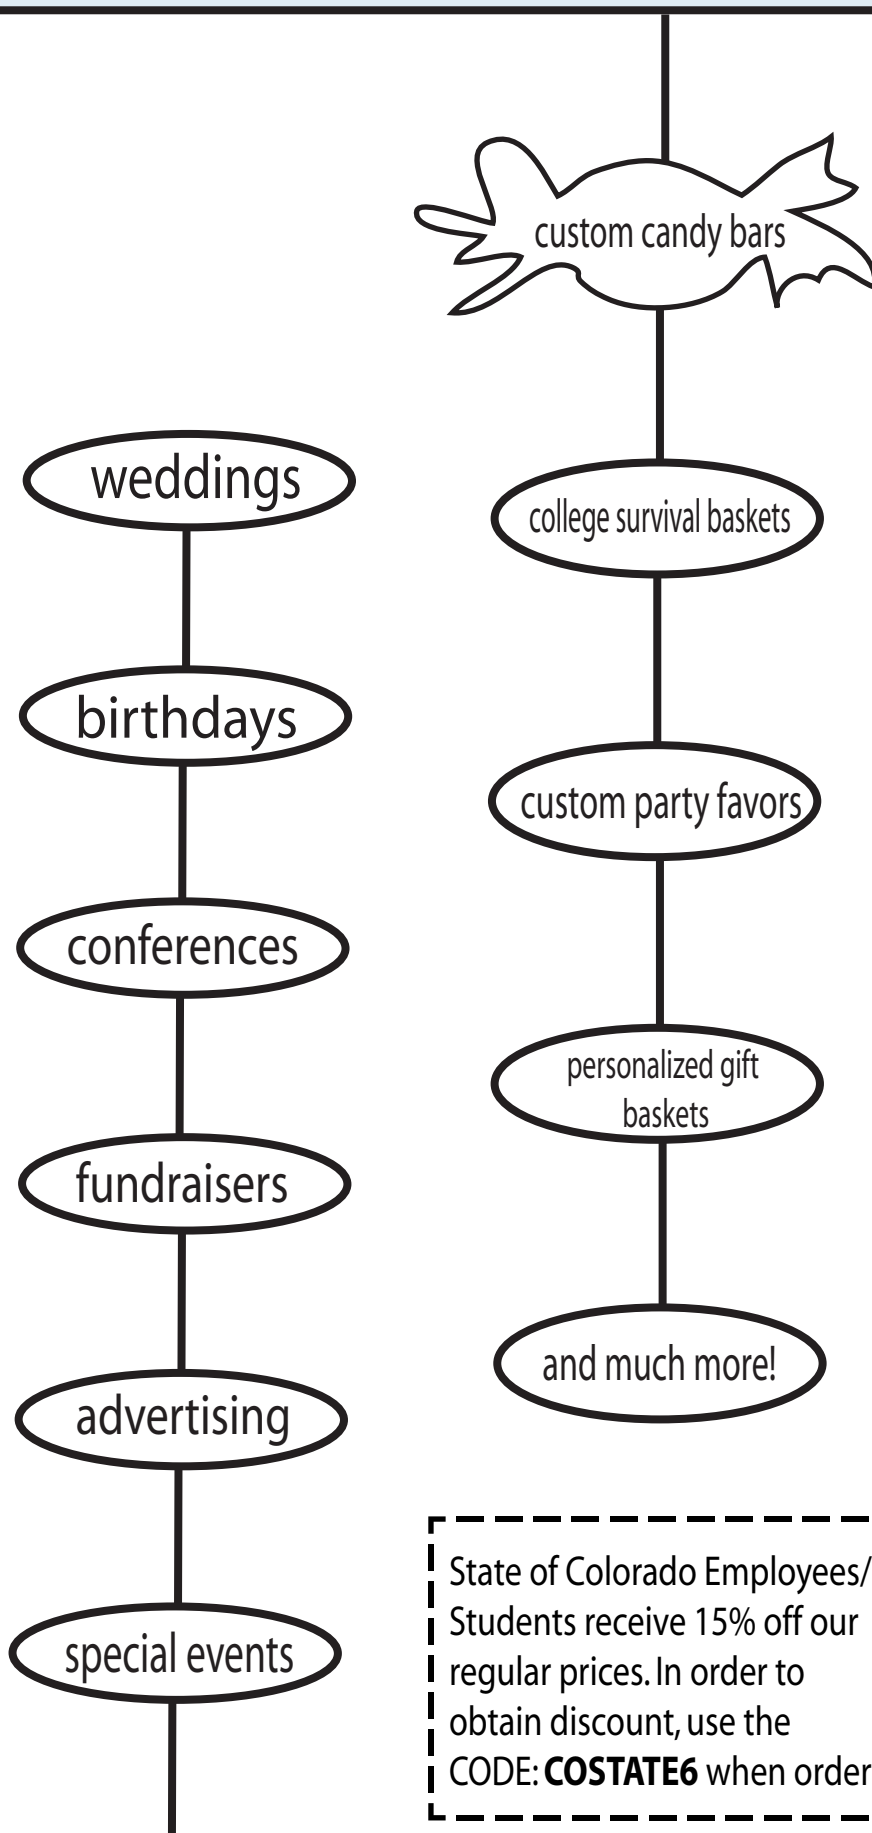 custom candy bars
weddings
college survival baskets
birthdays
custom party favors
conferences
personalized gift
baskets
fundraisers
and much more!
advertising
special events
State of Colorado Employees/
Students receive 15% off our
regular prices. In order to
obtain discount, use the
CODE: COSTATE6 when order